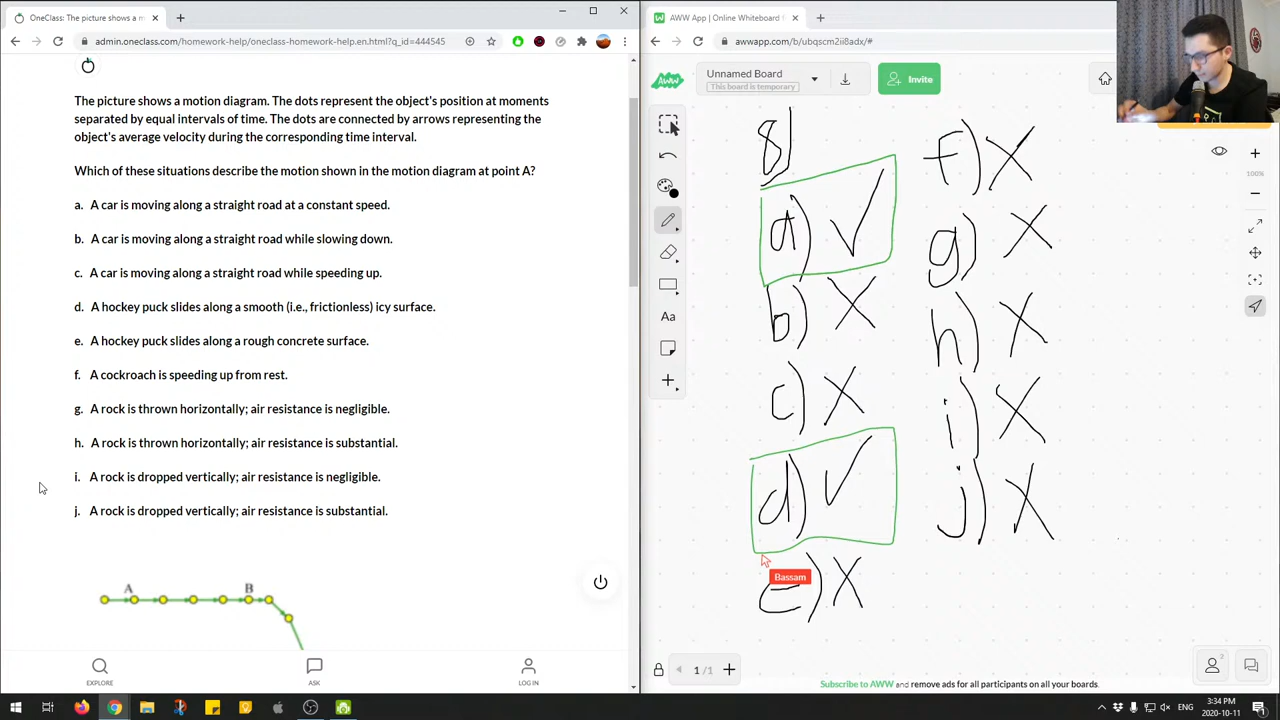 OneClass: The picture shows a m
AWW App | Online Whiteboard f
admin.oneclass.com/homework-help/oneclass-homework-help.en.html?q_id=444545
awwapp.com/b/ubqscm2ii8adx/#
The picture shows a motion diagram. The dots represent the object's position at moments
separated by equal intervals of time. The dots are connected by arrows representing the
object's average velocity during the corresponding time interval.
Which of these situations describe the motion shown in the motion diagram at point A?
a. A car is moving along a straight road at a constant speed.
b. A car is moving along a straight road while slowing down.
c. A car is moving along a straight road while speeding up.
d. A hockey puck slides along a smooth (i.e., frictionless) icy surface.
e. A hockey puck slides along a rough concrete surface.
f. A cockroach is speeding up from rest.
g. A rock is thrown horizontally; air resistance is negligible.
h. A rock is thrown horizontally; air resistance is substantial.
i. A rock is dropped vertically; air resistance is negligible.
j. A rock is dropped vertically; air resistance is substantial.
A B
EXPLORE
ASK
LOG IN
AWW
Unnamed Board
This board is temporary
Invite
100%
Aa
8)
a) ✓
b) X
c) X
d) ✓
e) X
f) X
g) X
h) X
i) X
j) X
Bassam
1 / 1
2
Subscribe to AWW and remove ads for all participants on all your boards.
ENG
3:34 PM
2020-10-11
1